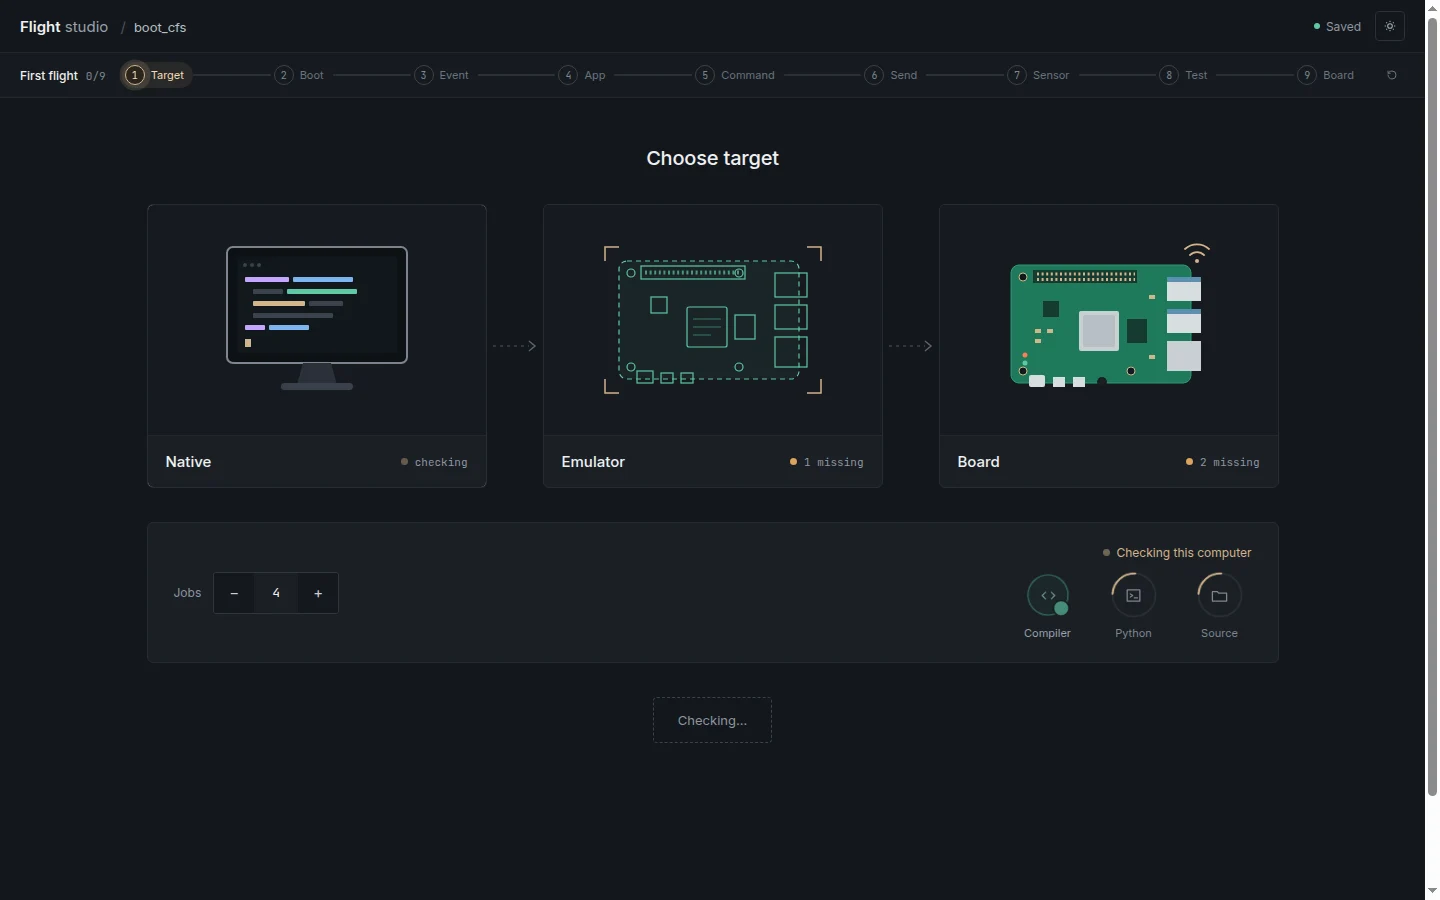 Flight studio / boot_cfs
Saved
First flight 0/9
1 Target
2 Boot
3 Event
4 App
5 Command
6 Send
7 Sensor
8 Test
9 Board
Choose target
Native
checking
Emulator
1 missing
Board
2 missing
Checking this computer
Jobs
− 4 +
Compiler
Python
Source
Checking...